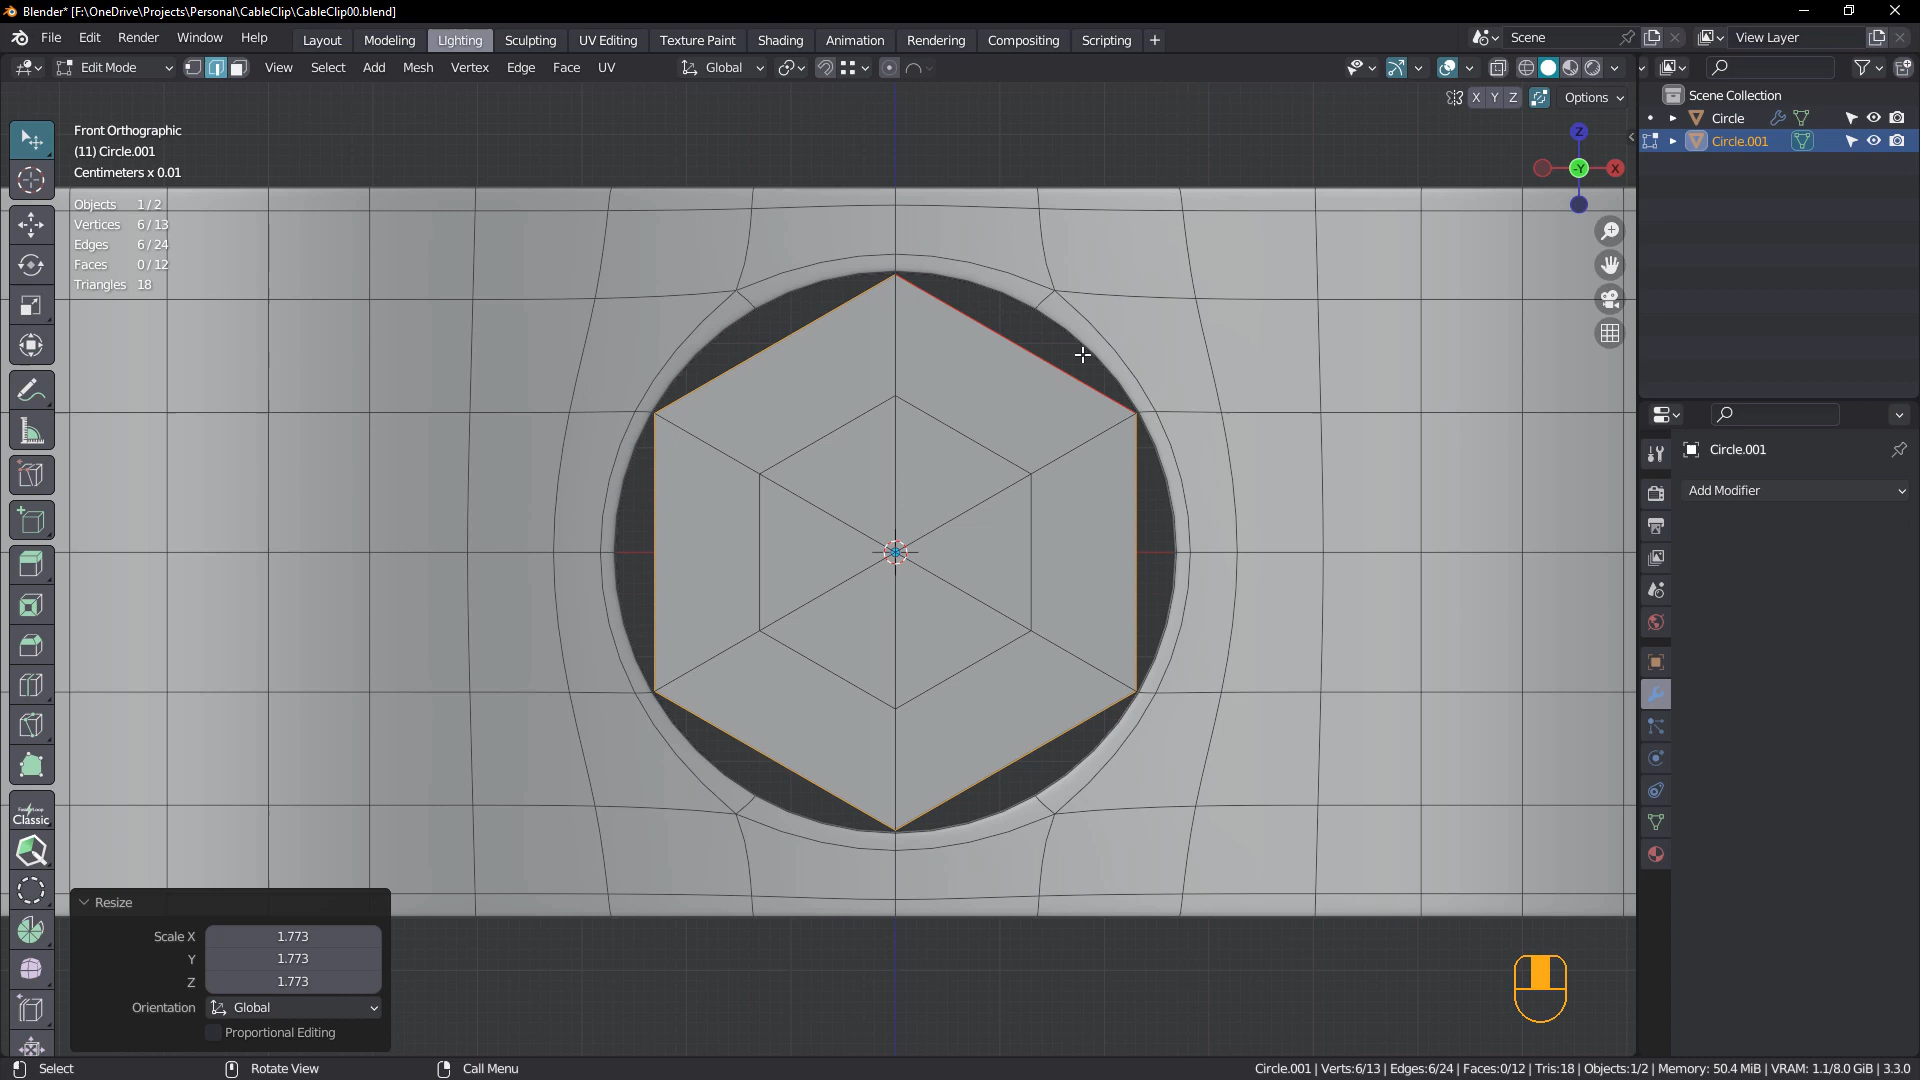 Blender* [F:\OneDrive\Projects\Personal\CableClip\CableClip00.blend]
File Edit Render Window Help Layout Modeling Lighting Sculpting UV Editing Texture Paint Shading Animation Rendering Compositing Scripting + Scene View Layer
Edit Mode View Select Add Mesh Vertex Edge Face UV Global
X Y Z Options
Scene Collection
Circle
Circle.001
Front Orthographic
(11) Circle.001
Centimeters x 0.01
Objects 1/2
Vertices 6/13
Edges 6/24
Faces 0/12
Triangles 18
Z
-Y
X
Circle.001
Add Modifier
Classic
Resize
Scale X 1.773
Y 1.773
Z 1.773
Orientation Global
Proportional Editing
Select Rotate View Call Menu Circle.001 | Verts:6/13 | Edges:6/24 | Faces:0/12 | Tris:18 | Objects:1/2 | Memory: 50.4 MiB | VRAM: 1.1/8.0 GiB | 3.3.0